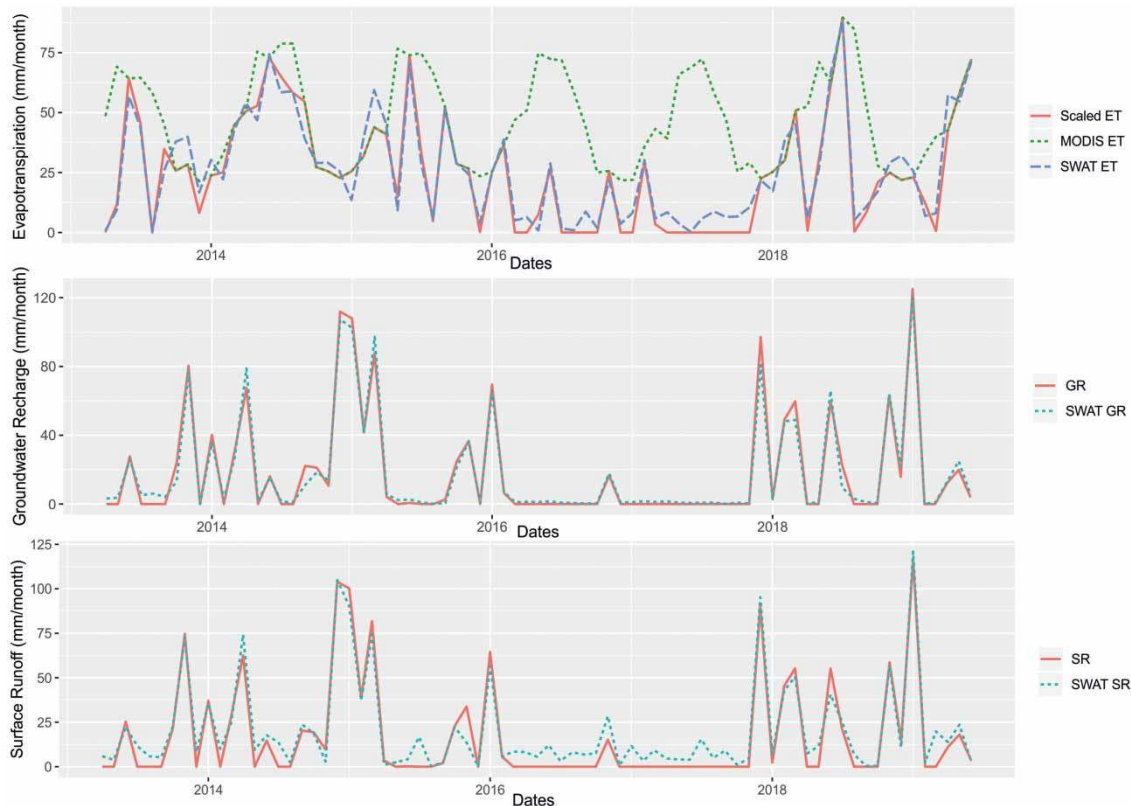 Evapotranspiration (mm/month)
75
50
25
0
2014
2016
2018
Dates
Scaled ET
MODIS ET
SWAT ET
Groundwater Recharge (mm/month)
120
80
40
0
2014
2016
2018
Dates
GR
SWAT GR
Surface Runoff (mm/month)
125
100
75
50
25
0
2014
2016
2018
Dates
SR
SWAT SR